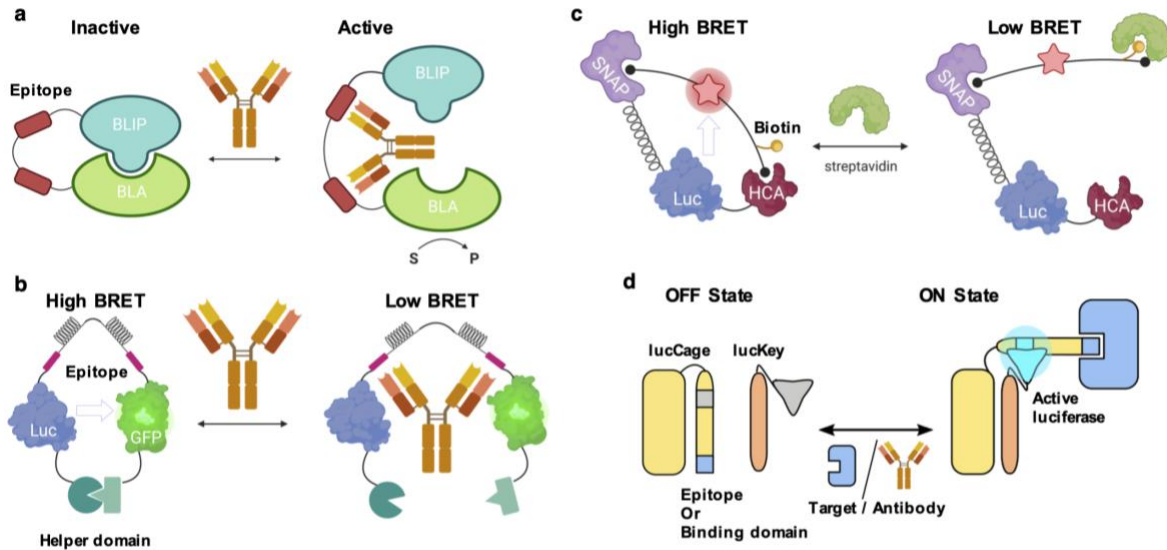 a
Inactive
Active
Epitope
BLIP
BLA
BLIP
BLA
S P
b
High BRET
Low BRET
Epitope
Luc
GFP
Helper domain
c
High BRET
Low BRET
SNAP
Biotin
Luc
HCA
streptavidin
SNAP
Luc
HCA
d
OFF State
ON State
lucCage
lucKey
Epitope
Or
Binding domain
Target / Antibody
Active
luciferase